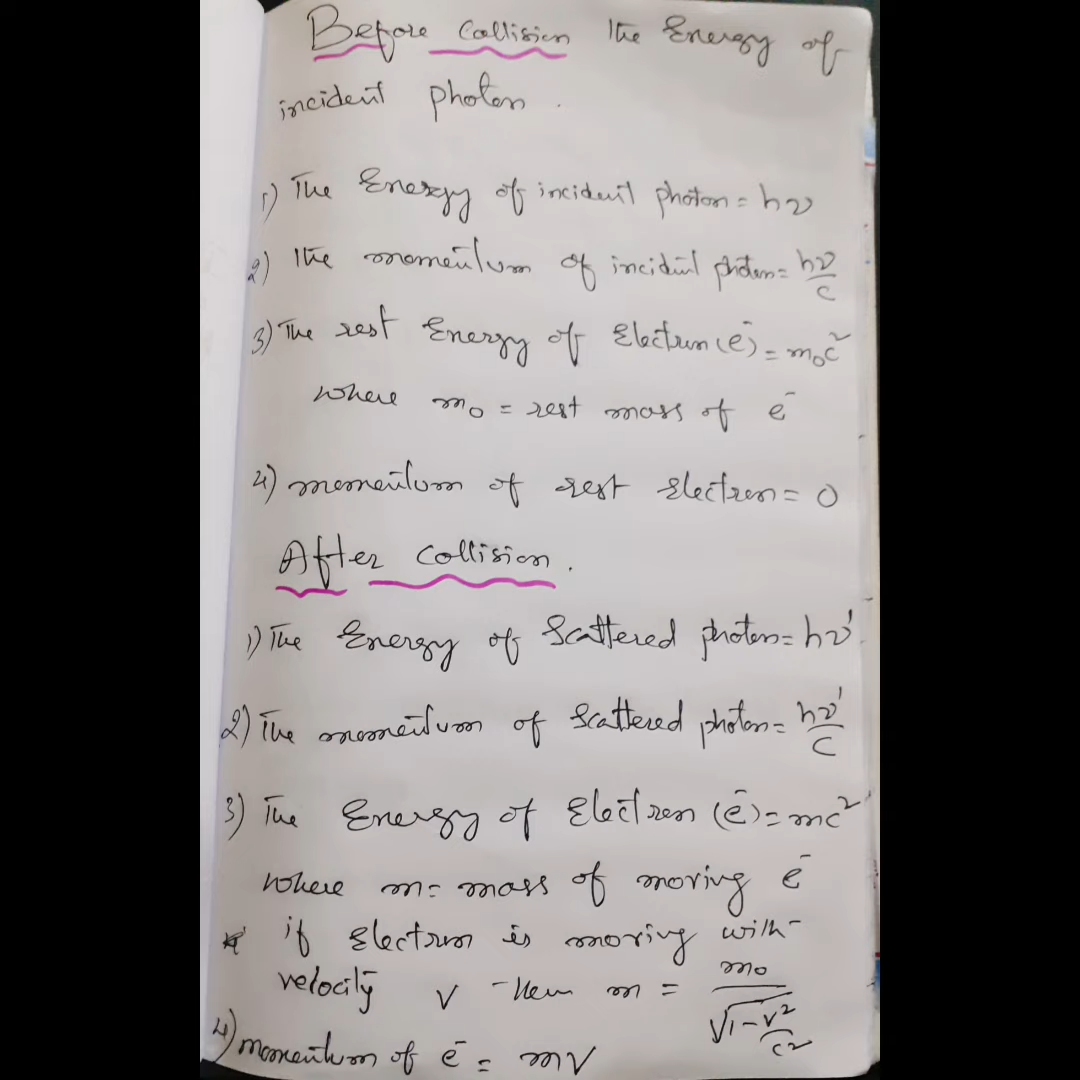 Before Collision the Energy of
incident photon.
1) The Energy of incident photon = hν
2) The momentum of incident photon = hν/c
3) The rest Energy of Electron (e⁻) = m₀c²
where m₀ = rest mass of e⁻
4) momentum of rest electron = 0
After Collision.
1) The Energy of Scattered photon = hν'
2) The momentum of Scattered photon = hν'/c
3) The Energy of Electron (e⁻) = mc²
where m = mass of moving e⁻
* if Electron is moving with
velocity v then m = m₀/√(1-v²/c²)
4) momentum of e⁻ = mv